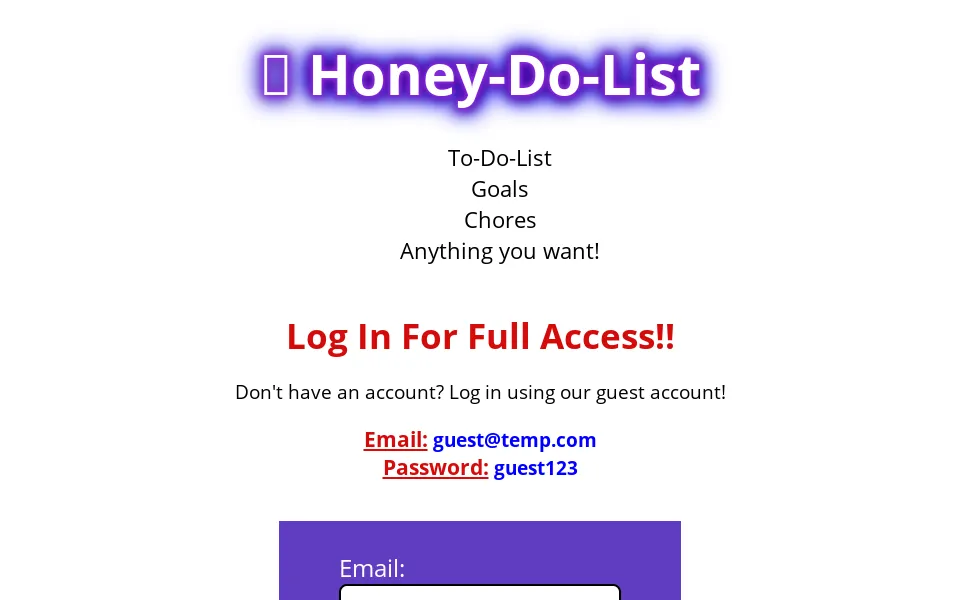 Honey-Do-List
To-Do-List
Goals
Chores
Anything you want!
Log In For Full Access!!
Don't have an account? Log in using our guest account!
Email: guest@temp.com
Password: guest123
Email: